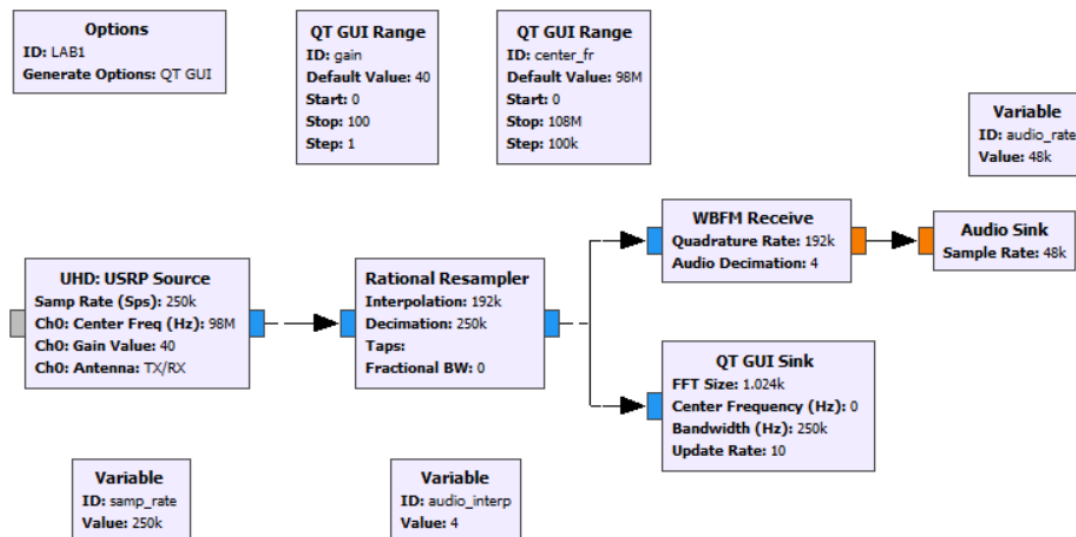 Options
ID: LAB1
Generate Options: QT GUI
QT GUI Range
ID: gain
Default Value: 40
Start: 0
Stop: 100
Step: 1
QT GUI Range
ID: center_fr
Default Value: 98M
Start: 0
Stop: 108M
Step: 100k
Variable
ID: audio_rate
Value: 48k
UHD: USRP Source
Samp Rate (Sps): 250k
Ch0: Center Freq (Hz): 98M
Ch0: Gain Value: 40
Ch0: Antenna: TX/RX
Rational Resampler
Interpolation: 192k
Decimation: 250k
Taps:
Fractional BW: 0
WBFM Receive
Quadrature Rate: 192k
Audio Decimation: 4
Audio Sink
Sample Rate: 48k
QT GUI Sink
FFT Size: 1.024k
Center Frequency (Hz): 0
Bandwidth (Hz): 250k
Update Rate: 10
Variable
ID: samp_rate
Value: 250k
Variable
ID: audio_interp
Value: 4